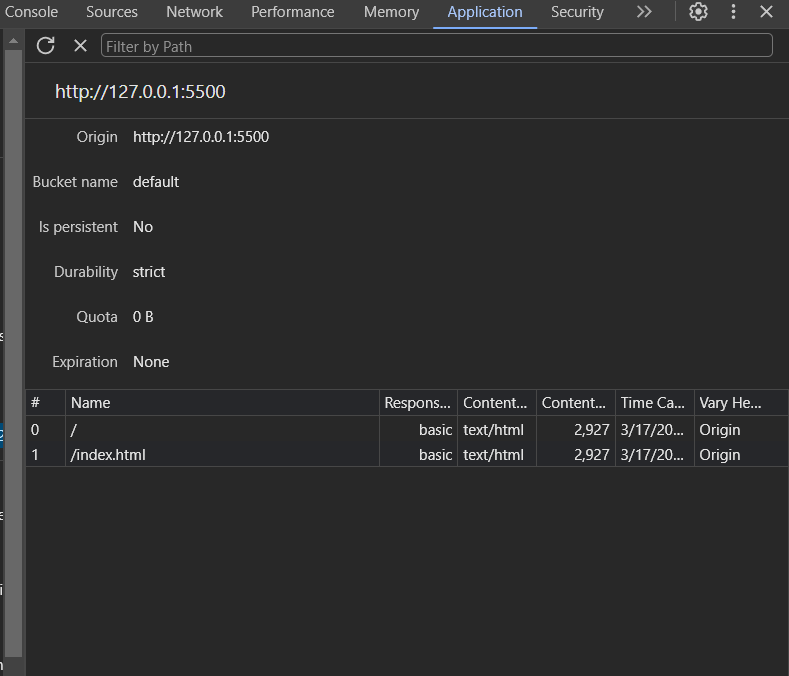 Console Sources Network Performance Memory Application Security
Filter by Path
http://127.0.0.1:5500
Origin http://127.0.0.1:5500
Bucket name default
Is persistent No
Durability strict
Quota 0 B
Expiration None
# Name Respons... Content... Content... Time Ca... Vary He...
0 / basic text/html 2,927 3/17/20... Origin
1 /index.html basic text/html 2,927 3/17/20... Origin